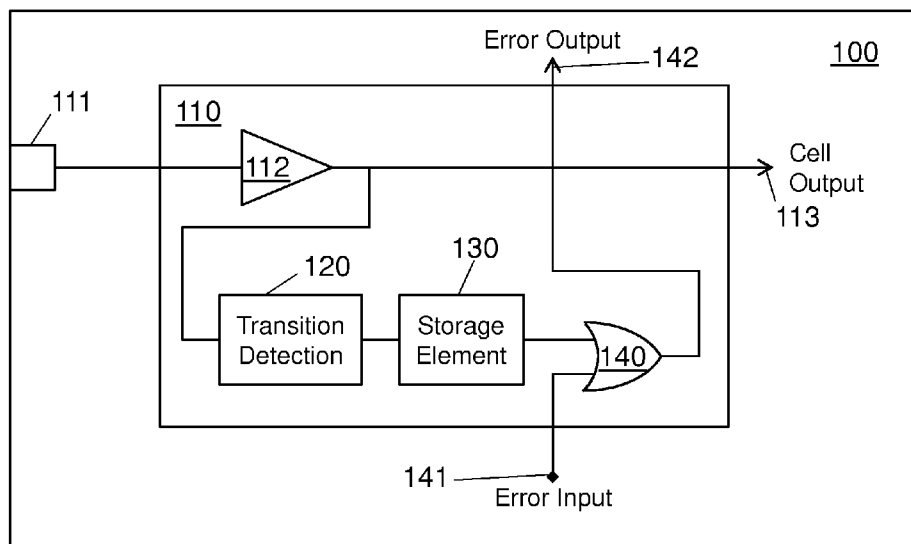 Error Output
142
100
111
110
112
Cell
Output
113
120
130
Transition
Detection
Storage
Element
140
141
Error Input